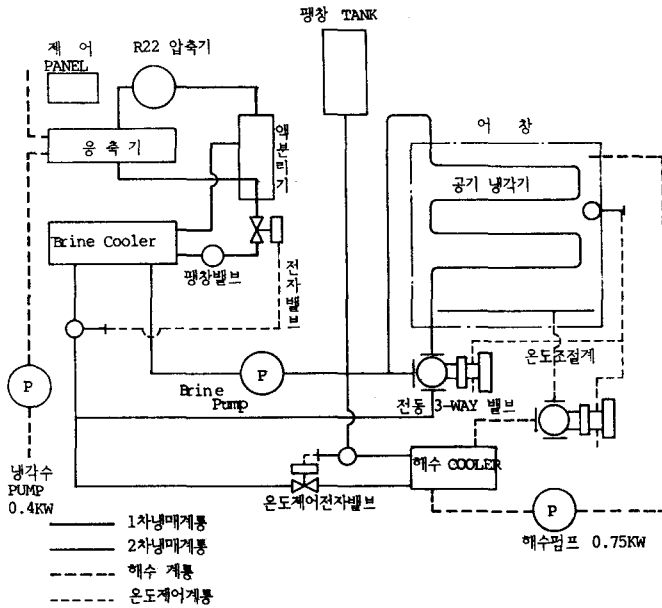 팽창 TANK
제 어
PANEL
R22 압축기
응 축 기
액분리기
어 창
공기 냉각기
Brine Cooler
팽창밸브
전자밸브
P
냉각수
PUMP
0.4KW
Brine
Pump
P
온도조절계
전동 3-WAY 밸브
해수 COOLER
온도제어전자밸브
P
해수펌프 0.75KW
1차냉매계통
2차냉매계통
해수 계통
온도제어계통